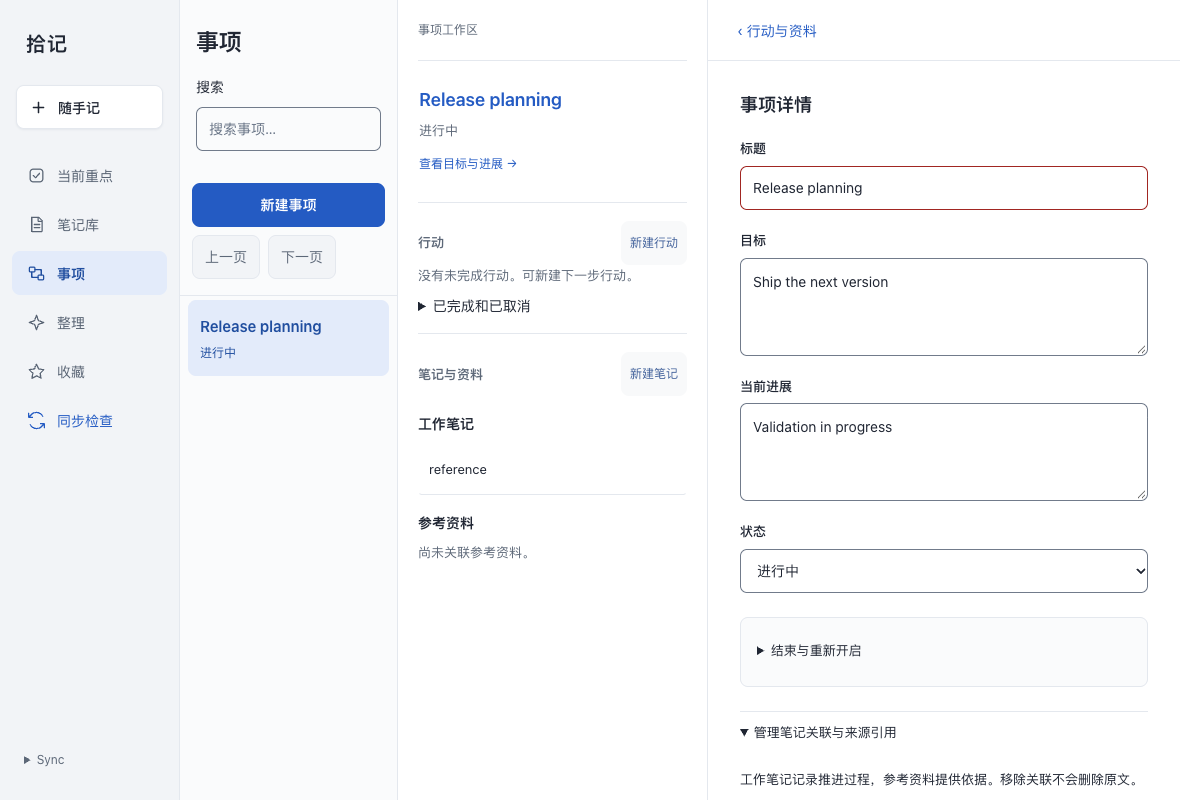 拾记
随手记
当前重点
笔记库
事项
整理
收藏
同步检查
Sync
事项
搜索
搜索事项...
新建事项
上一页
下一页
Release planning
进行中
事项工作区
Release planning
进行中
查看目标与进展 →
行动
新建行动
没有未完成行动。可新建下一步行动。
已完成和已取消
笔记与资料
新建笔记
工作笔记
reference
参考资料
尚未关联参考资料。
‹ 行动与资料
事项详情
标题
Release planning
目标
Ship the next version
当前进展
Validation in progress
状态
进行中
结束与重新开启
管理笔记关联与来源引用
工作笔记记录推进过程，参考资料提供依据。移除关联不会删除原文。